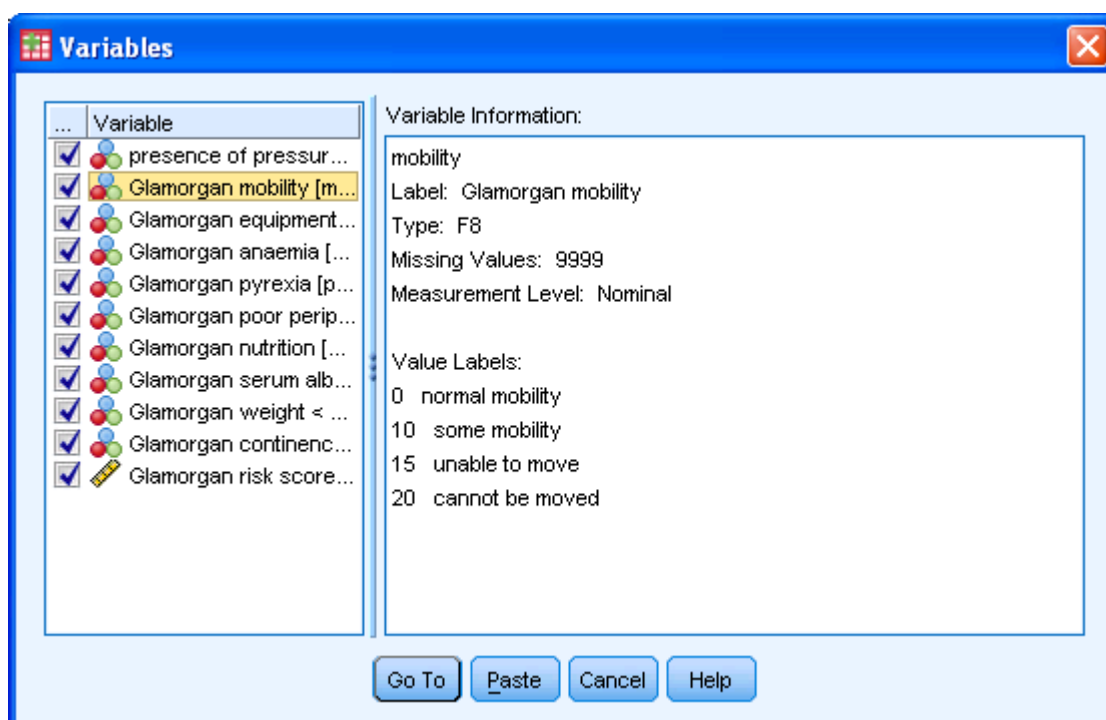 Variables
... Variable
presence of pressur...
Glamorgan mobility [m...
Glamorgan equipment...
Glamorgan anaemia [...
Glamorgan pyrexia [p...
Glamorgan poor perip...
Glamorgan nutrition [...
Glamorgan serum alb...
Glamorgan weight < ...
Glamorgan continenc...
Glamorgan risk score...
Variable Information:
mobility
Label: Glamorgan mobility
Type: F8
Missing Values: 9999
Measurement Level: Nominal
Value Labels:
0 normal mobility
10 some mobility
15 unable to move
20 cannot be moved
Go To Paste Cancel Help